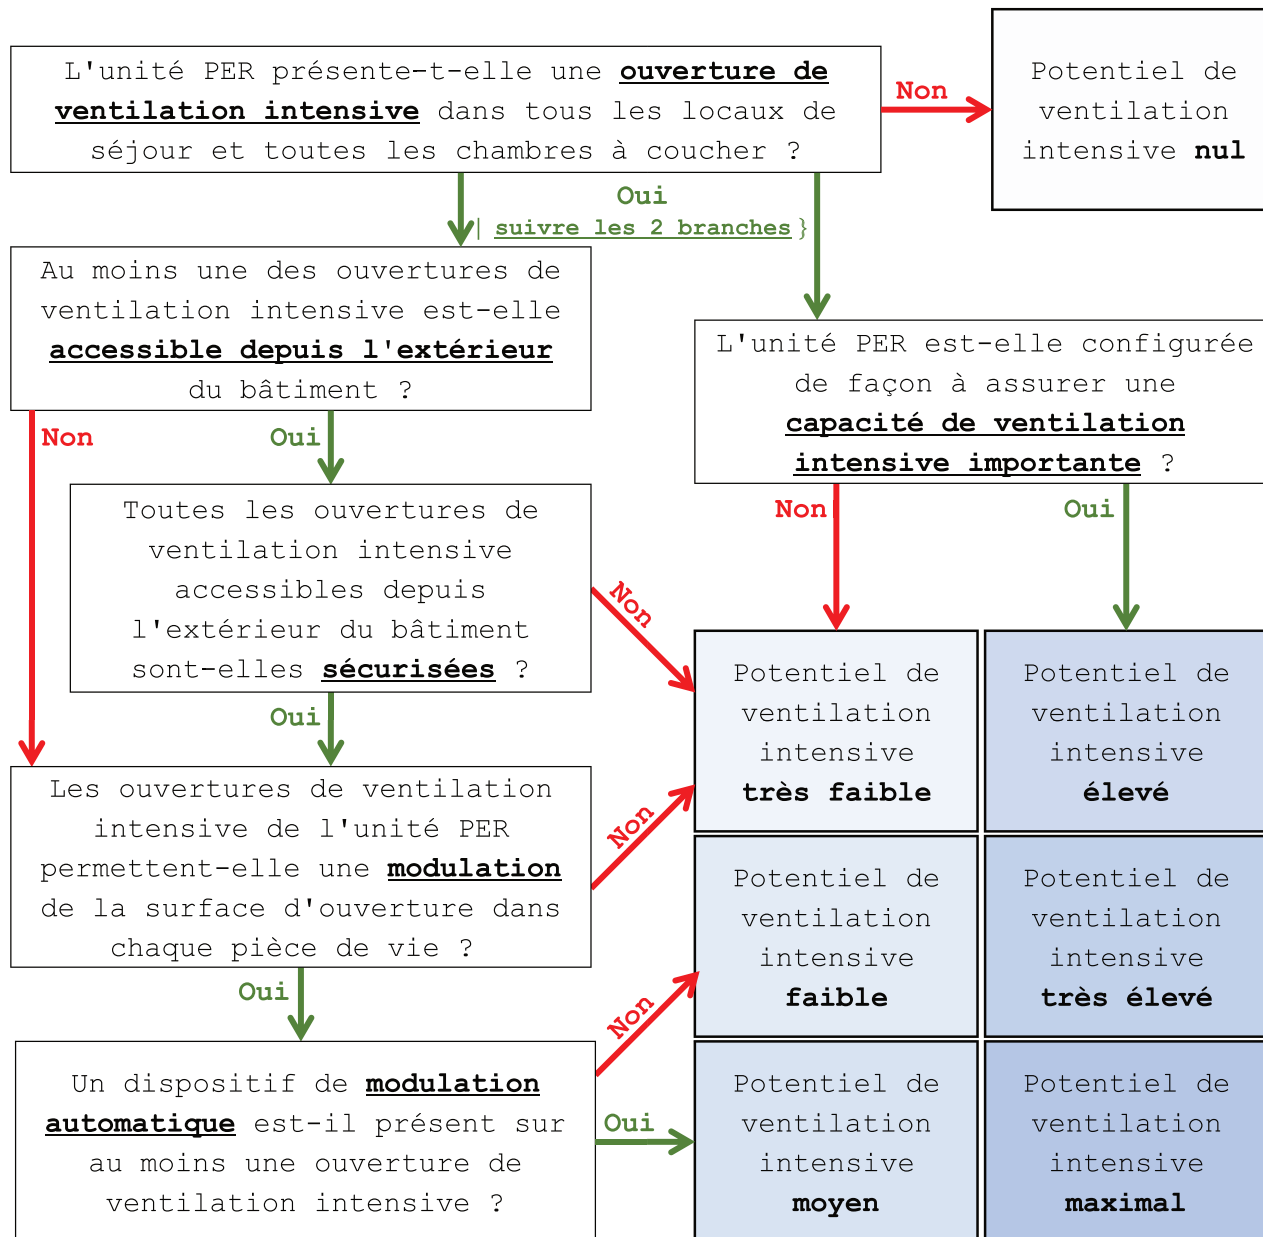 L'unité PER présente-t-elle une ouverture de
ventilation intensive dans tous les locaux de
séjour et toutes les chambres à coucher ?
Non
Potentiel de
ventilation
intensive nul
Oui
| suivre les 2 branches }
Au moins une des ouvertures de
ventilation intensive est-elle
accessible depuis l'extérieur
du bâtiment ?
L'unité PER est-elle configurée
de façon à assurer une
capacité de ventilation
intensive importante ?
Non
Oui
Non
Oui
Toutes les ouvertures de
ventilation intensive
accessibles depuis
l'extérieur du bâtiment
sont-elles sécurisées ?
Non
Oui
Potentiel de
ventilation
intensive
très faible
Potentiel de
ventilation
intensive
élevé
Les ouvertures de ventilation
intensive de l'unité PER
permettent-elle une modulation
de la surface d'ouverture dans
chaque pièce de vie ?
Non
Oui
Potentiel de
ventilation
intensive
faible
Potentiel de
ventilation
intensive
très élevé
Un dispositif de modulation
automatique est-il présent sur
au moins une ouverture de
ventilation intensive ?
Non
Oui
Potentiel de
ventilation
intensive
moyen
Potentiel de
ventilation
intensive
maximal